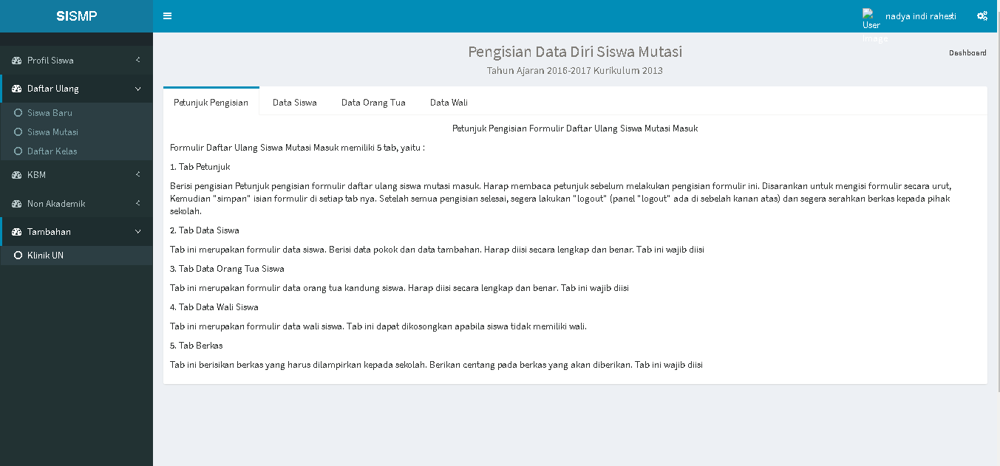 SISMP
User Image
nadya indi rahesti
Profil Siswa
Daftar Ulang
Siswa Baru
Siswa Mutasi
Daftar Kelas
KBM
Non Akademik
Tambahan
Klinik UN
Pengisian Data Diri Siswa Mutasi
Tahun Ajaran 2016-2017 Kurikulum 2013
Dashboard
Petunjuk Pengisian
Data Siswa
Data Orang Tua
Data Wali
Petunjuk Pengisian Formulir Daftar Ulang Siswa Mutasi Masuk
Formulir Daftar Ulang Siswa Mutasi Masuk memiliki 5 tab, yaitu :
1. Tab Petunjuk
Berisi pengisian Petunjuk pengisian formulir daftar ulang siswa mutasi masuk. Harap membaca petunjuk sebelum melakukan pengisian formulir ini. Disarankan untuk mengisi formulir secara urut,
Kemudian "simpan" isian formulir di setiap tab nya. Setelah semua pengisian selesai, segera lakukan "logout" (panel "logout" ada di sebelah kanan atas) dan segera serahkan berkas kepada pihak
sekolah.
2. Tab Data Siswa
Tab ini merupakan formulir data siswa. Berisi data pokok dan data tambahan. Harap diisi secara lengkap dan benar. Tab ini wajib diisi
3. Tab Data Orang Tua Siswa
Tab ini merupakan formulir data orang tua kandung siswa. Harap diisi secara lengkap dan benar. Tab ini wajib diisi
4. Tab Data Wali Siswa
Tab ini merupakan formulir data wali siswa. Tab ini dapat dikosongkan apabila siswa tidak memiliki wali.
5. Tab Berkas
Tab ini berisikan berkas yang harus dilampirkan kepada sekolah. Berikan centang pada berkas yang akan diberikan. Tab ini wajib diisi